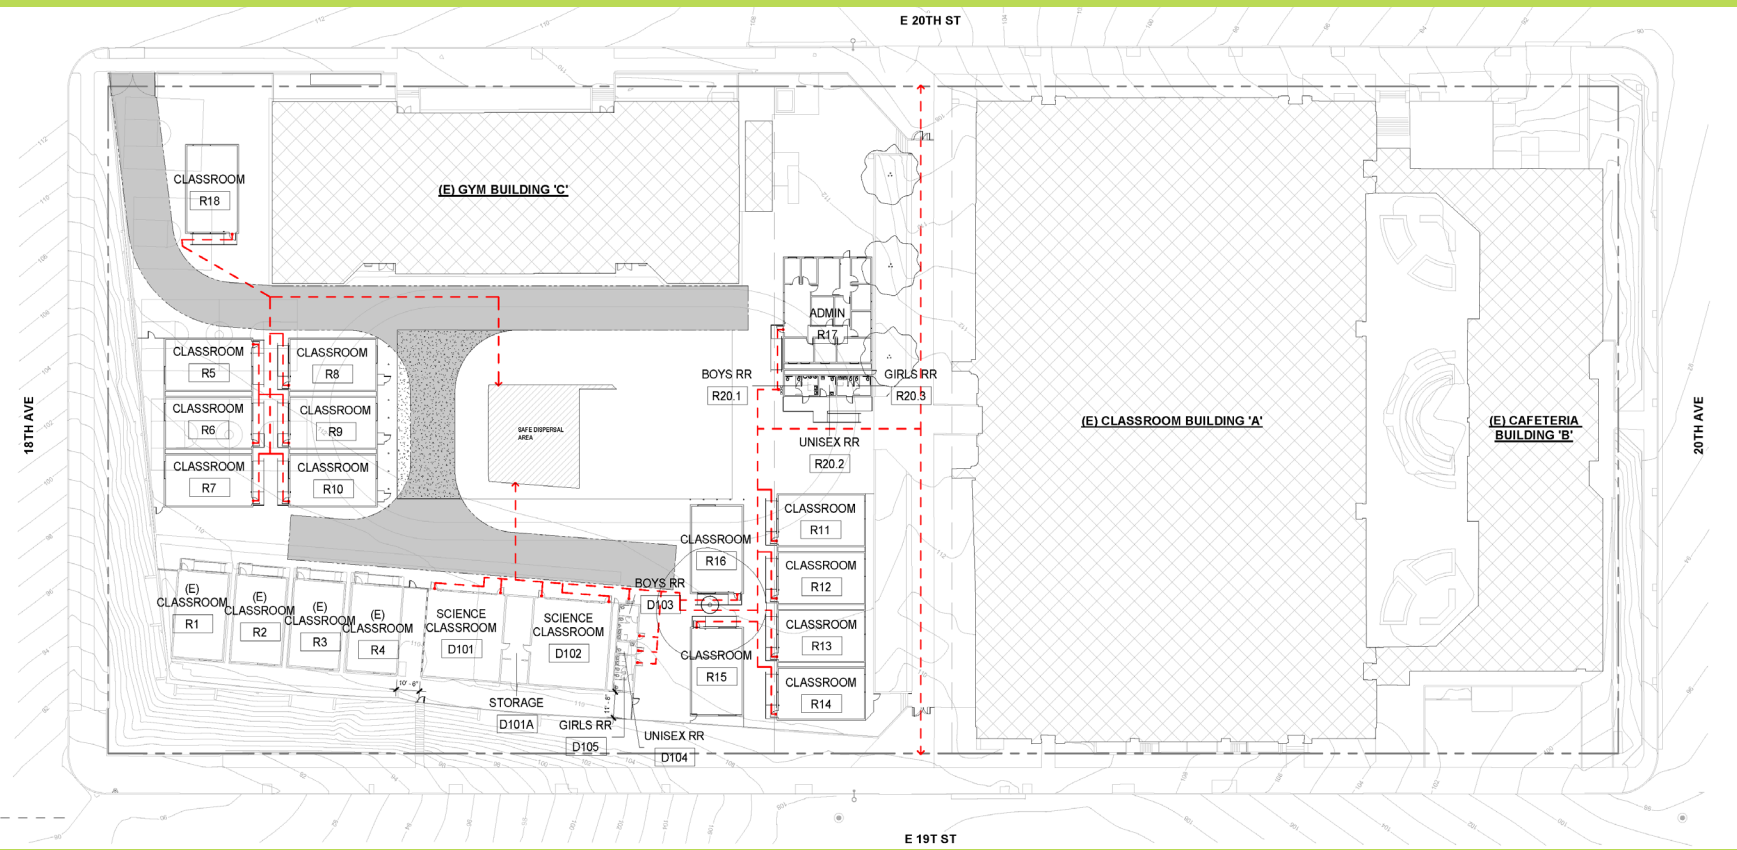 E 20TH ST
CLASSROOM
R18
(E) GYM BUILDING 'C'
ADMIN
R17
CLASSROOM
R5
CLASSROOM
R8
BOYS RR
R20.1
GIRLS RR
R20.3
CLASSROOM
R6
CLASSROOM
R9
SAFE DISPERSAL
AREA
18TH AVE
(E) CLASSROOM BUILDING 'A'
(E) CAFETERIA
BUILDING 'B'
20TH AVE
UNISEX RR
R20.2
CLASSROOM
R7
CLASSROOM
R10
CLASSROOM
R11
CLASSROOM
R16
CLASSROOM
R12
BOYS RR
D103
(E)
CLASSROOM
R1
(E)
CLASSROOM
R2
(E)
CLASSROOM
R3
(E)
CLASSROOM
R4
SCIENCE
CLASSROOM
D101
SCIENCE
CLASSROOM
D102
CLASSROOM
R13
CLASSROOM
R15
CLASSROOM
R14
10' - 6"
STORAGE
D101A
GIRLS RR
D105
UNISEX RR
D104
E 19T ST